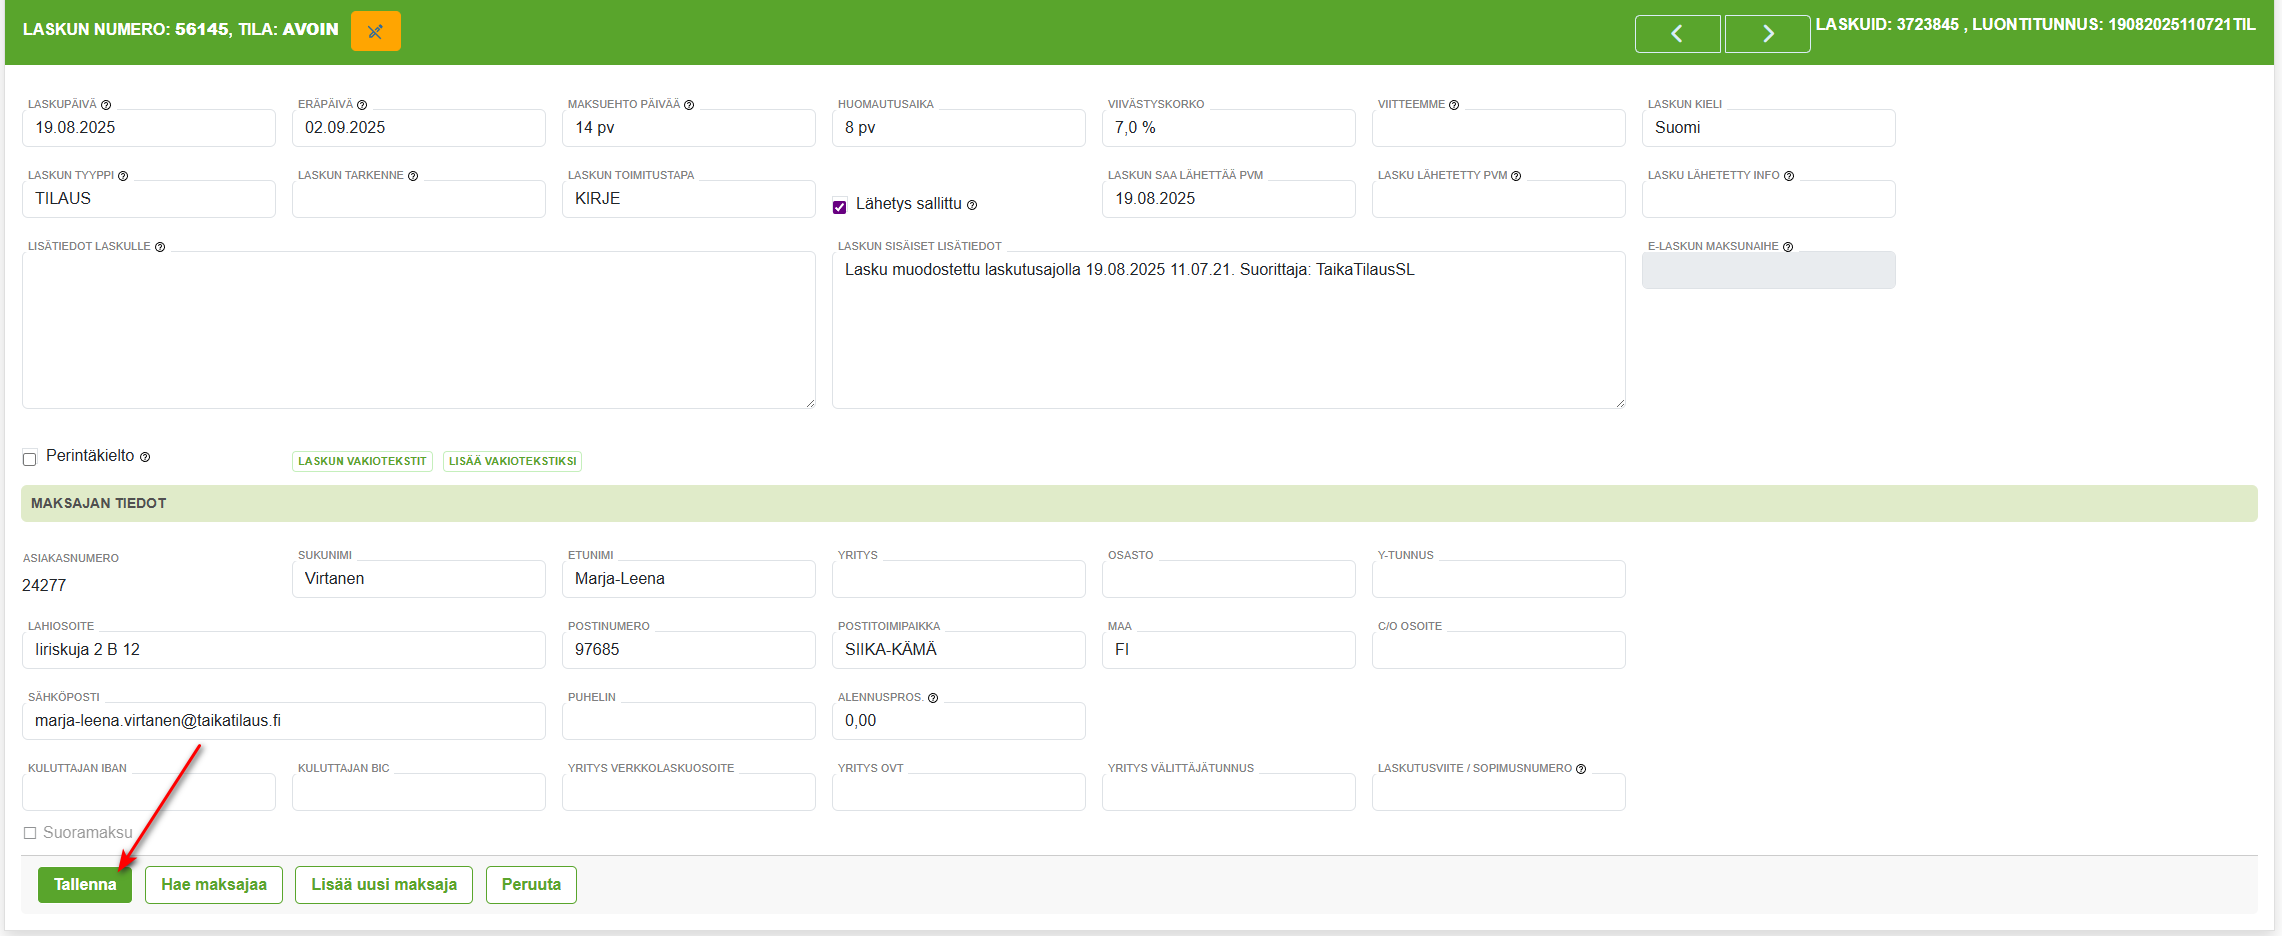 LASKUN NUMERO: 56145, TILA: AVOIN
LASKUID: 3723845 , LUONTITUNNUS: 19082025110721TIL
LASKUPÄIVÄ
19.08.2025
ERÄPÄIVÄ
02.09.2025
MAKSUEHTO PÄIVÄÄ
14 pv
HUOMAUTUSAIKA
8 pv
VIIVÄSTYSKORKO
7,0 %
VIITTEEMME
LASKUN KIELI
Suomi
LASKUN TYYPPI
TILAUS
LASKUN TARKENNE
LASKUN TOIMITUSTAPA
KIRJE
Lähetys sallittu
LASKUN SAA LÄHETTÄÄ PVM
19.08.2025
LASKU LÄHETETTY PVM
LASKU LÄHETETTY INFO
LISÄTIEDOT LASKULLE
LASKUN SISÄISET LISÄTIEDOT
Lasku muodostettu laskutusajolla 19.08.2025 11.07.21. Suorittaja: TaikaTilausSL
E-LASKUN MAKSUNAIHE
Perintäkielto
LASKUN VAKIOTEKSTIT
LISÄÄ VAKIOTEKSTIKSI
MAKSAJAN TIEDOT
ASIAKASNUMERO
24277
SUKUNIMI
Virtanen
ETUNIMI
Marja-Leena
YRITYS
OSASTO
Y-TUNNUS
LAHIOSOITE
Iiriskuja 2 B 12
POSTINUMERO
97685
POSTITOIMIPAIKKA
SIIKA-KÄMÄ
MAA
FI
C/O OSOITE
SÄHKÖPOSTI
marja-leena.virtanen@taikatilaus.fi
PUHELIN
ALENNUSPROS.
0,00
KULUTTAJAN IBAN
KULUTTAJAN BIC
YRITYS VERKKOLASKUOSOITE
YRITYS OVT
YRITYS VÄLITTÄJÄTUNNUS
LASKUTUSVIITE / SOPIMUSNUMERO
Suoramaksu
Tallenna
Hae maksajaa
Lisää uusi maksaja
Peruuta